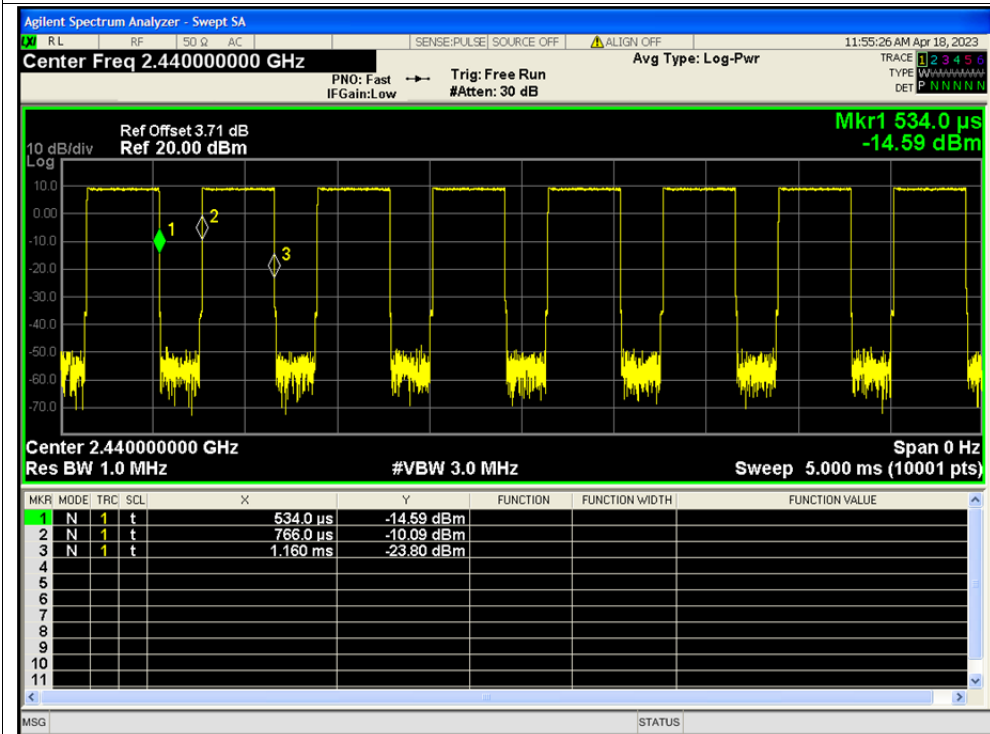 Agilent Spectrum Analyzer - Swept SA
LXI RL RF 50 Ω AC SENSE:PULSE SOURCE OFF ALIGN OFF 11:55:26 AM Apr 18, 2023
Center Freq 2.440000000 GHz Avg Type: Log-Pwr TRACE 1 2 3 4 5 6
PNO: Fast Trig: Free Run TYPE W
IFGain:Low #Atten: 30 dB DET P N N N N N
Mkr1 534.0 µs
Ref Offset 3.71 dB
10 dB/div Ref 20.00 dBm -14.59 dBm
Log
10.0
0.00
-10.0
-20.0
-30.0
-40.0
-50.0
-60.0
-70.0
1
2
3
Center 2.440000000 GHz Span 0 Hz
Res BW 1.0 MHz #VBW 3.0 MHz Sweep 5.000 ms (10001 pts)
MKR MODE TRC SCL X Y FUNCTION FUNCTION WIDTH FUNCTION VALUE
1 N 1 t 534.0 µs -14.59 dBm
2 N 1 t 766.0 µs -10.09 dBm
3 N 1 t 1.160 ms -23.80 dBm
4
5
6
7
8
9
10
11
MSG STATUS